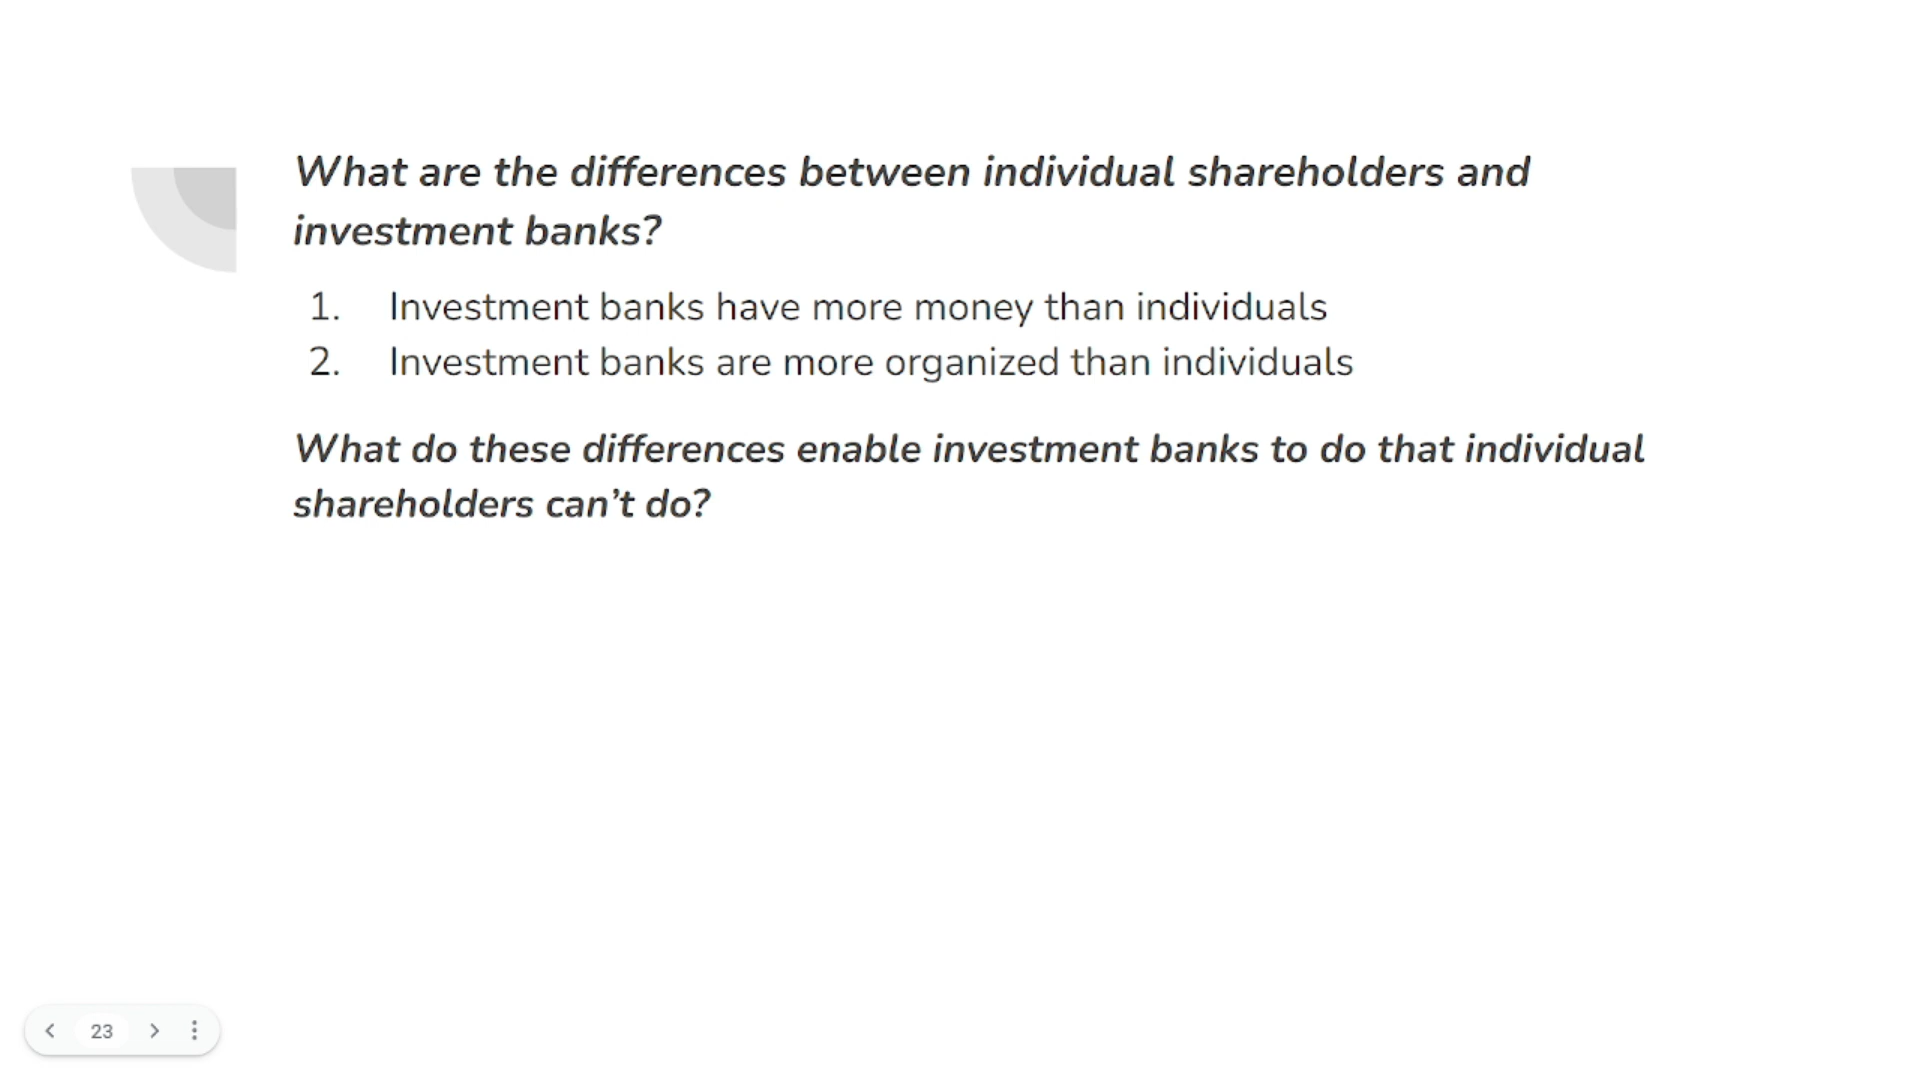 What are the differences between individual shareholders and
investment banks?
1. Investment banks have more money than individuals
2. Investment banks are more organized than individuals
What do these differences enable investment banks to do that individual
shareholders can’t do?
23